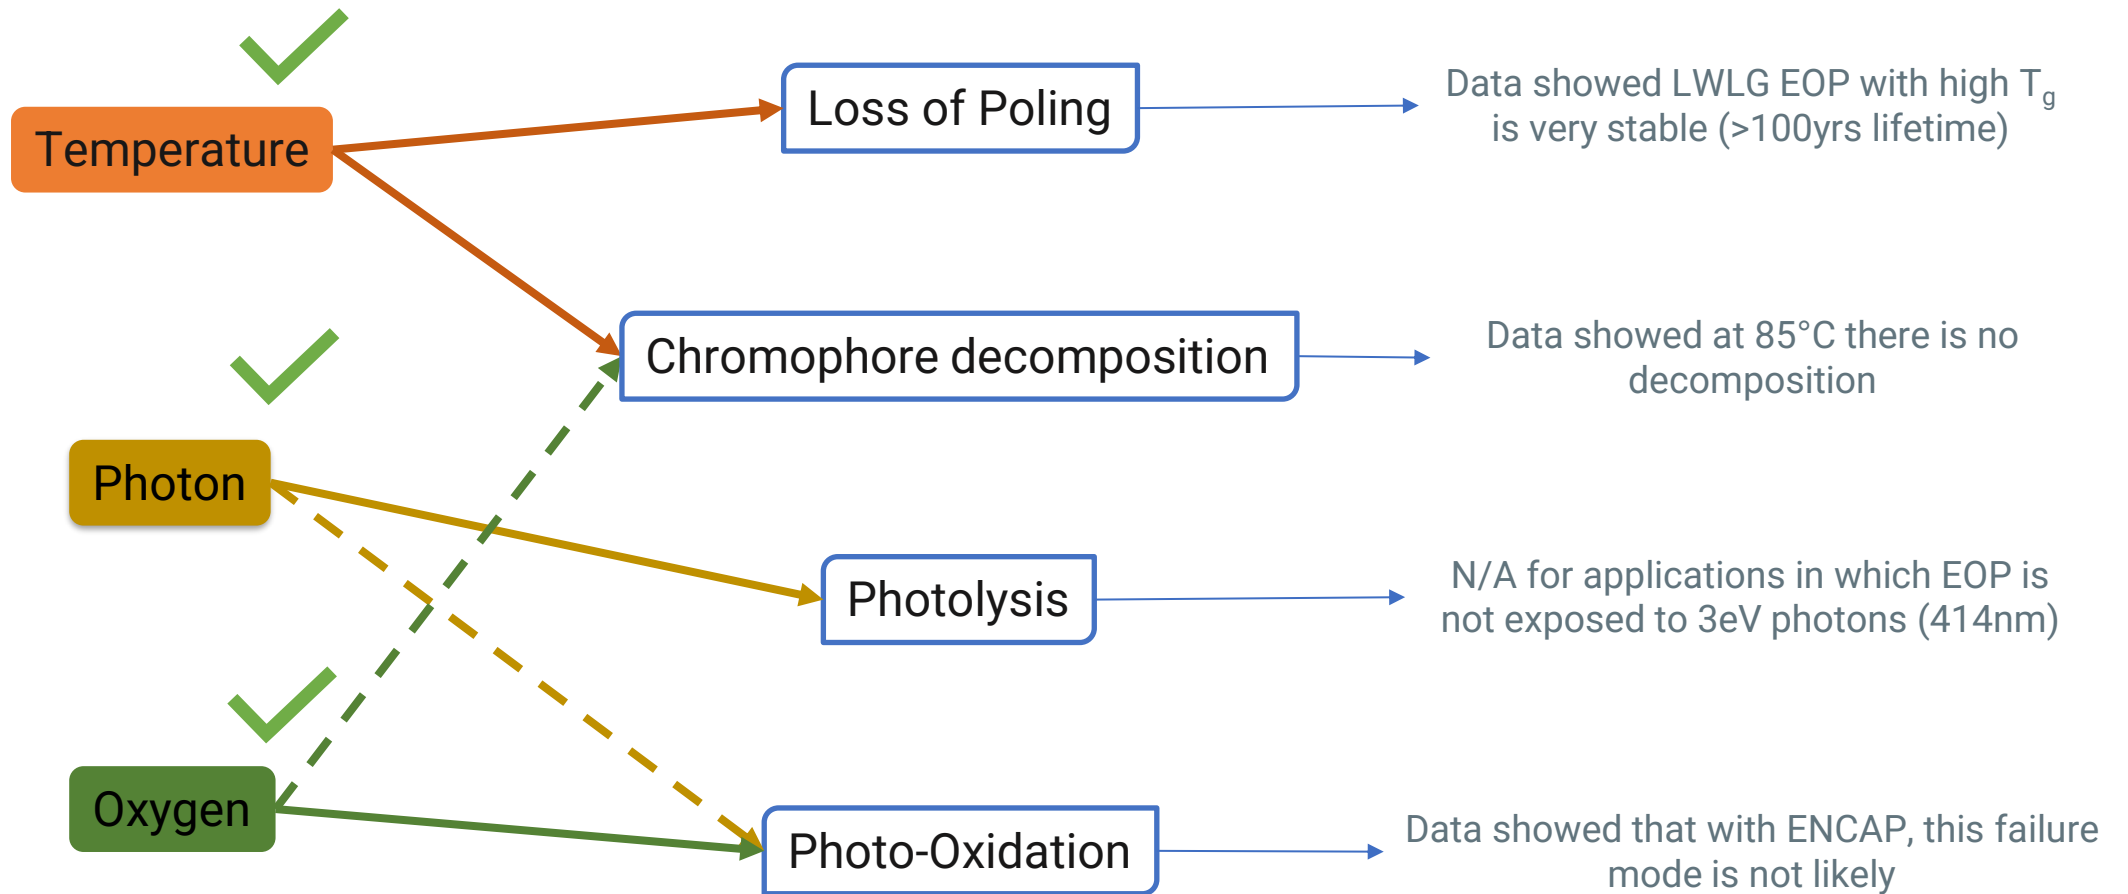 Temperature
Loss of Poling
Data showed LWLG EOP with high Tg
is very stable (>100yrs lifetime)
Chromophore decomposition
Data showed at 85°C there is no
decomposition
Photon
Photolysis
N/A for applications in which EOP is
not exposed to 3eV photons (414nm)
Oxygen
Photo-Oxidation
Data showed that with ENCAP, this failure
mode is not likely